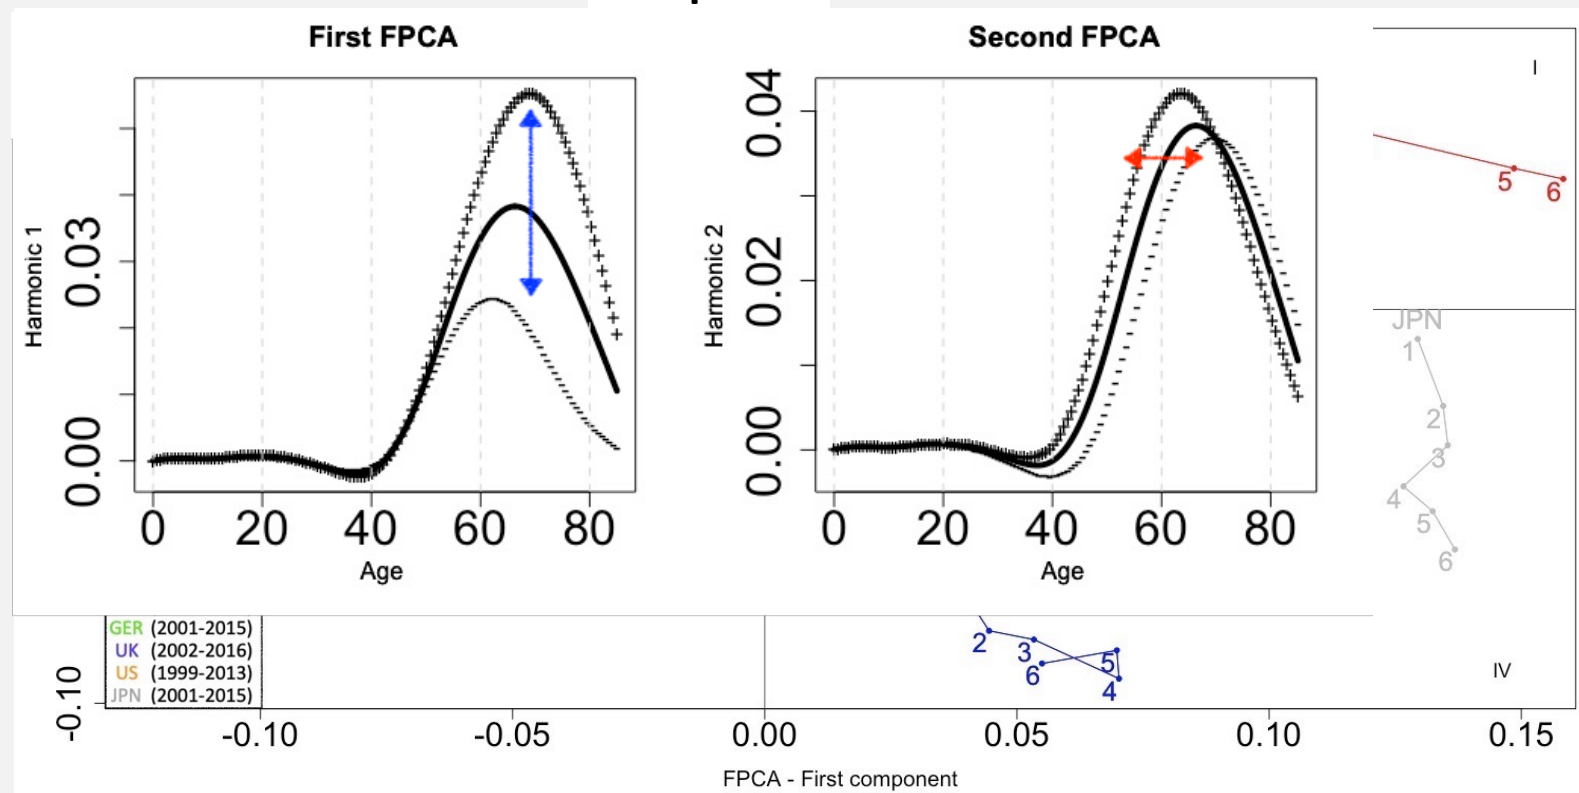 First FPCA
Second FPCA
Harmonic 1
0.03
0.00
0 20 40 60 80
Age
Harmonic 2
0.04
0.02
0.00
0 20 40 60 80
Age
I
5
6
JPN
1
2
3
4
5
6
GER (2001-2015)
UK (2002-2016)
US (1999-2013)
JPN (2001-2015)
2
3
5
6
4
IV
-0.10
-0.10 -0.05 0.00 0.05 0.10 0.15
FPCA - First component